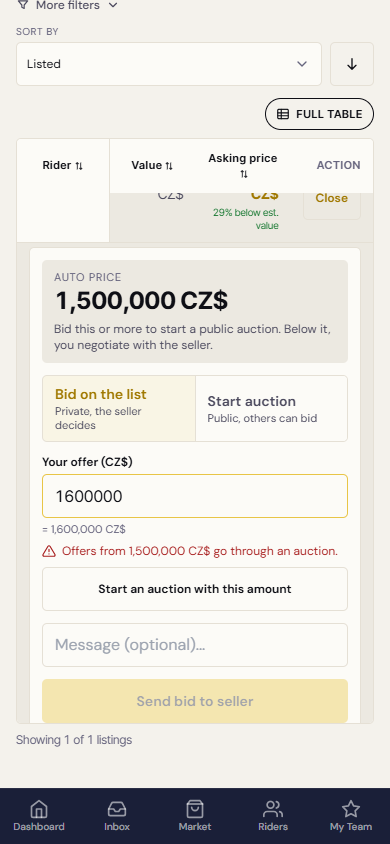 More filters
SORT BY
Listed
FULL TABLE
Rider ↑↓ Value ↑↓ Asking price ↑↓ ACTION
CZ$ CZ$ Close
29% below est.
value
AUTO PRICE
1,500,000 CZ$
Bid this or more to start a public auction. Below it,
you negotiate with the seller.
Bid on the list
Private, the seller
decides
Start auction
Public, others can bid
Your offer (CZ$)
1600000
= 1,600,000 CZ$
Offers from 1,500,000 CZ$ go through an auction.
Start an auction with this amount
Message (optional)...
Send bid to seller
Showing 1 of 1 listings
Dashboard Inbox Market Riders My Team